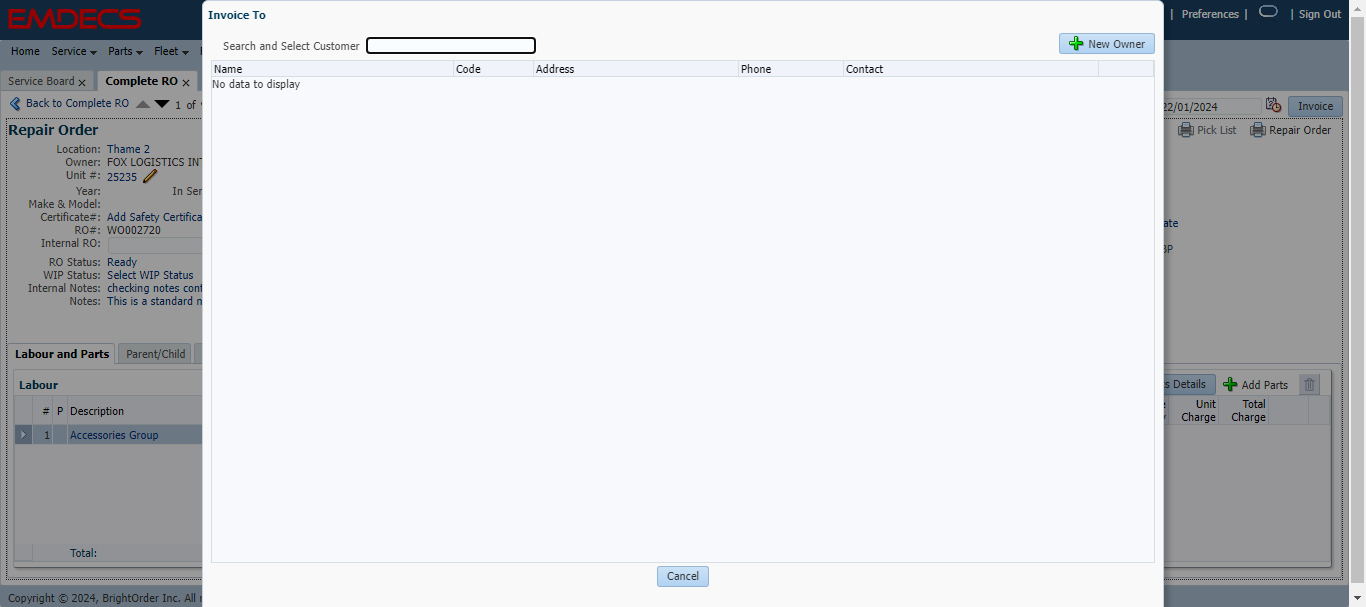 EMDECS
| Preferences | | Sign Out
Home Service Parts Fleet
Service Board x Complete RO x
Back to Complete RO 1 of
22/01/2024 Invoice
Pick List Repair Order
Repair Order
Location: Thame 2
Owner: FOX LOGISTICS INT
Unit #: 25235
Year: In Ser
Make & Model:
Certificate#: Add Safety Certifica
RO#: WO002720
Internal RO:
RO Status: Ready
WIP Status: Select WIP Status
Internal Notes: checking notes cont
Notes: This is a standard n
Labour and Parts Parent/Child
Labour
# P Description
1 Accessories Group
Total:
Invoice To
Search and Select Customer
New Owner
Name Code Address Phone Contact
No data to display
Cancel
ate
BP
s Details Add Parts
Unit Charge Total Charge
Copyright © 2024, BrightOrder Inc. All